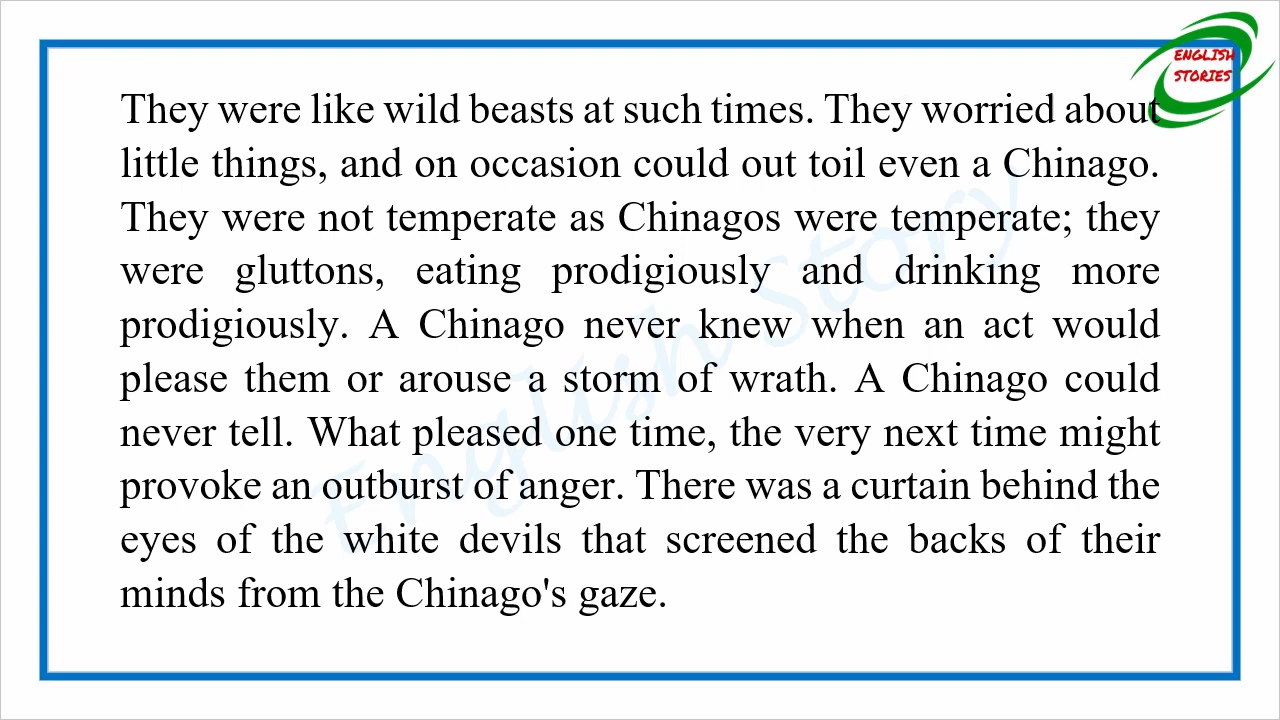 ENGLISH
STORIES
They were like wild beasts at such times. They worried about
little things, and on occasion could out toil even a Chinago.
They were not temperate as Chinagos were temperate; they
were gluttons, eating prodigiously and drinking more
prodigiously. A Chinago never knew when an act would
please them or arouse a storm of wrath. A Chinago could
never tell. What pleased one time, the very next time might
provoke an outburst of anger. There was a curtain behind the
eyes of the white devils that screened the backs of their
minds from the Chinago's gaze.
English Story